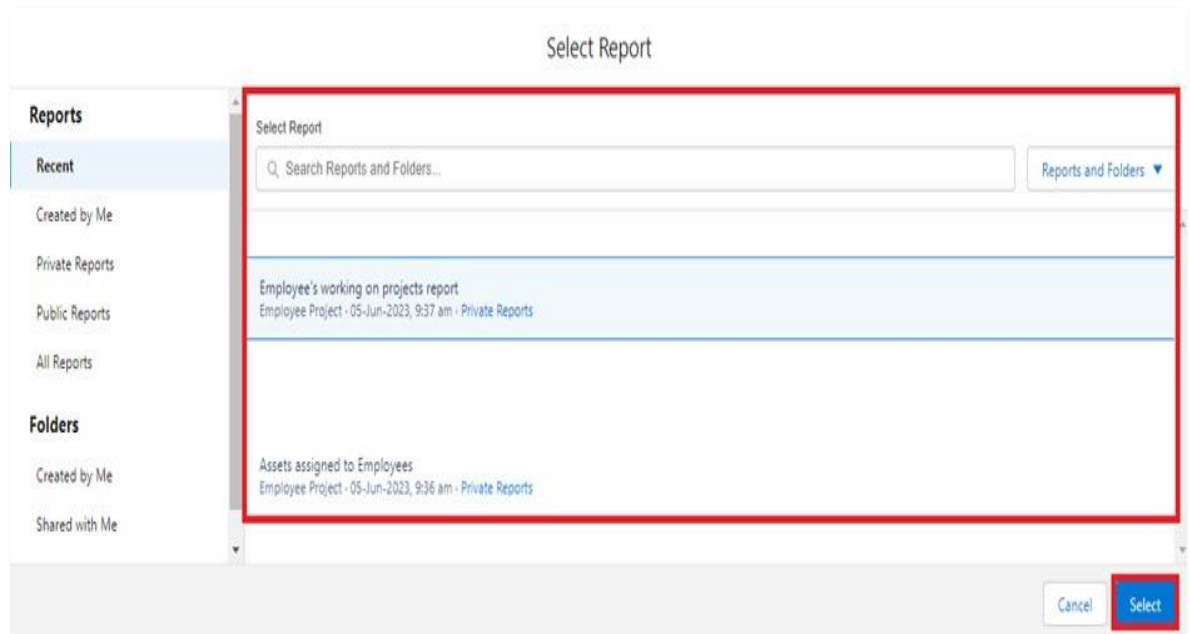 Select Report
Reports
Recent
Created by Me
Private Reports
Public Reports
All Reports
Folders
Created by Me
Shared with Me
Select Report
Search Reports and Folders...
Reports and Folders
Employee's working on projects report
Employee Project - 05-Jun-2023, 9:37 am - Private Reports
Assets assigned to Employees
Employee Project - 05-Jun-2023, 9:36 am - Private Reports
Cancel
Select